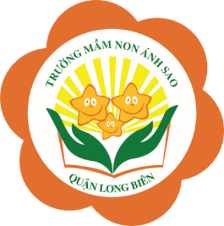 TRƯỜNG MẦM NON ÁNH SAO
QUẬN LONG BIÊN